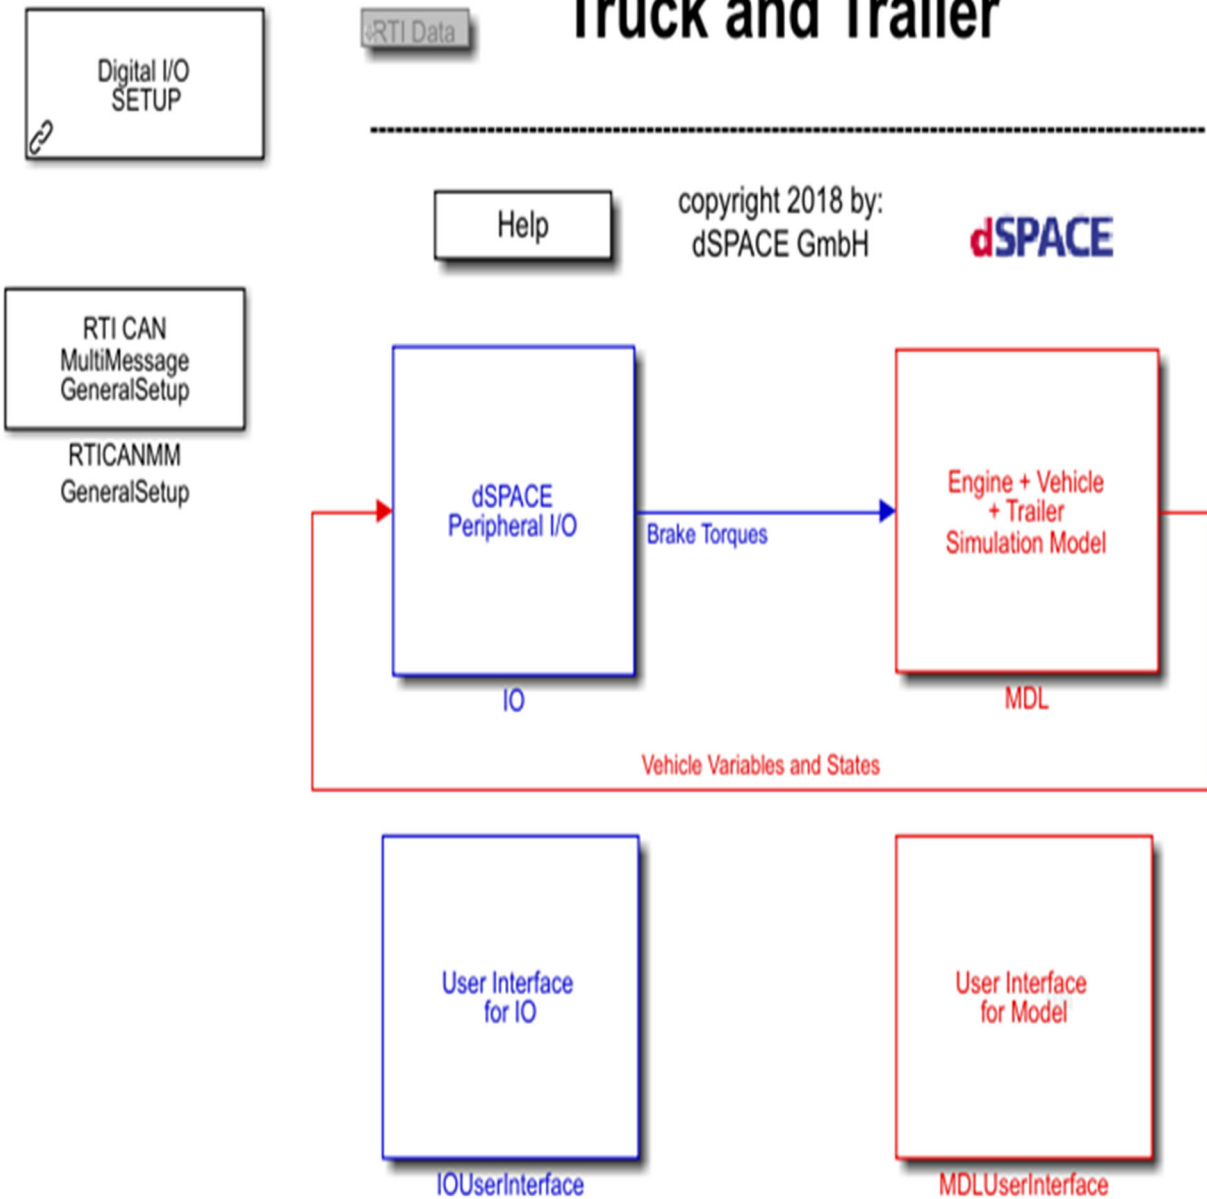 Truck and Trailer
RTI Data
Digital I/O
SETUP
Help
copyright 2018 by:
dSPACE GmbH
dSPACE
RTI CAN
MultiMessage
GeneralSetup
RTICANMM
GeneralSetup
dSPACE
Peripheral I/O
IO
Brake Torques
Engine + Vehicle
+ Trailer
Simulation Model
MDL
Vehicle Variables and States
User Interface
for IO
IOUserInterface
User Interface
for Model
MDLUserInterface